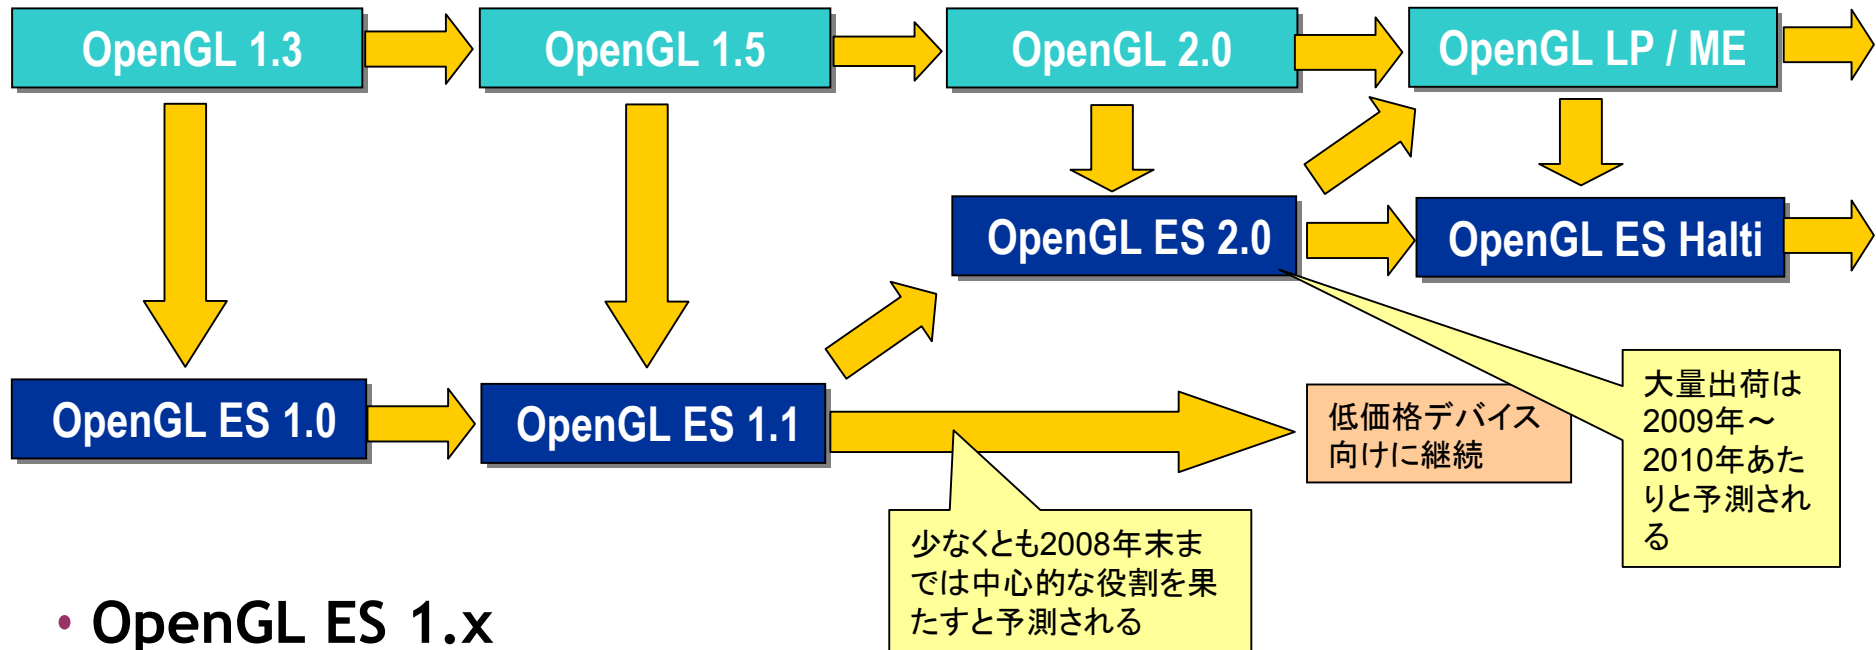 OpenGL 1.3
OpenGL 1.5
OpenGL 2.0
OpenGL LP / ME
OpenGL ES 2.0
OpenGL ES Halti
OpenGL ES 1.0
OpenGL ES 1.1
低価格デバイス
向けに継続
大量出荷は
2009年～
2010年あた
りと予測され
る
少なくとも2008年末ま
では中心的な役割を果
たすと予測される
• OpenGL ES 1.x